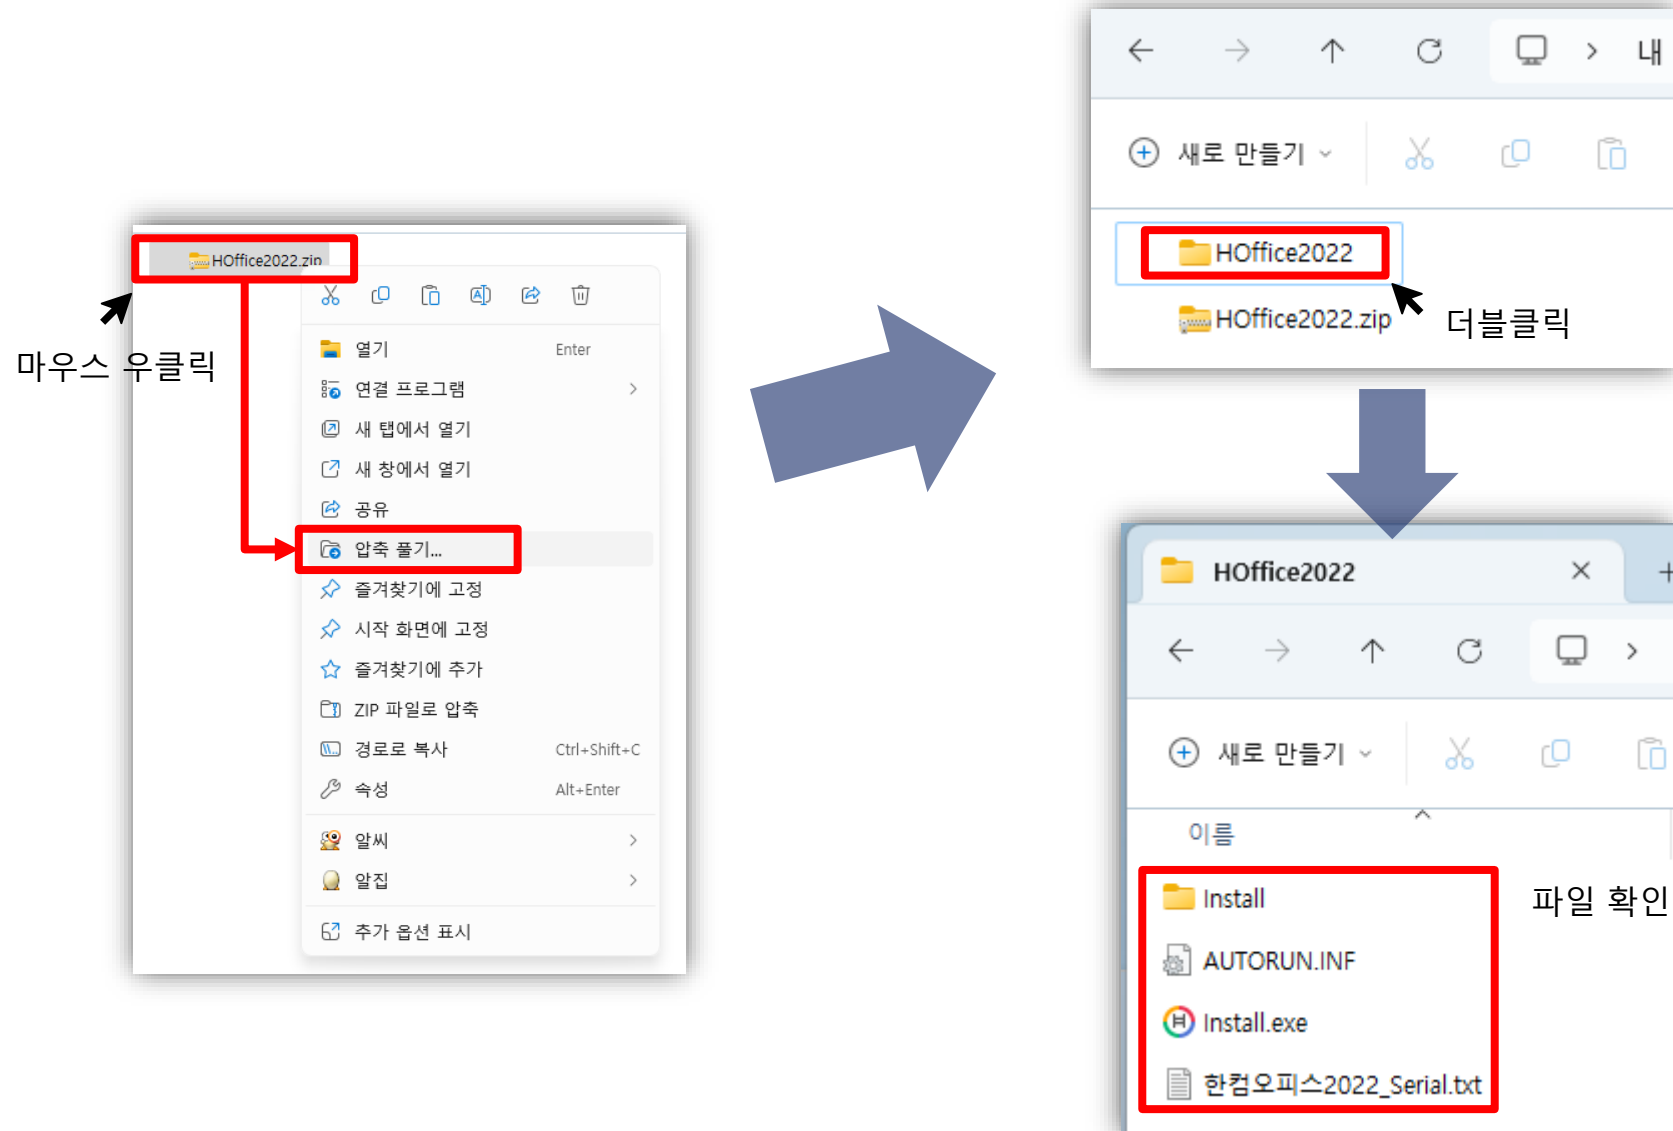 HOffice2022.zip
마우스 우클릭
열기 Enter
연결 프로그램
새 탭에서 열기
새 창에서 열기
공유
압축 풀기...
즐겨찾기에 고정
시작 화면에 고정
즐겨찾기에 추가
ZIP 파일로 압축
경로로 복사 Ctrl+Shift+C
속성 Alt+Enter
알씨
알집
추가 옵션 표시
내
새로 만들기
HOffice2022
HOffice2022.zip
더블클릭
HOffice2022
새로 만들기
이름
Install
파일 확인
AUTORUN.INF
Install.exe
한컴오피스2022_Serial.txt